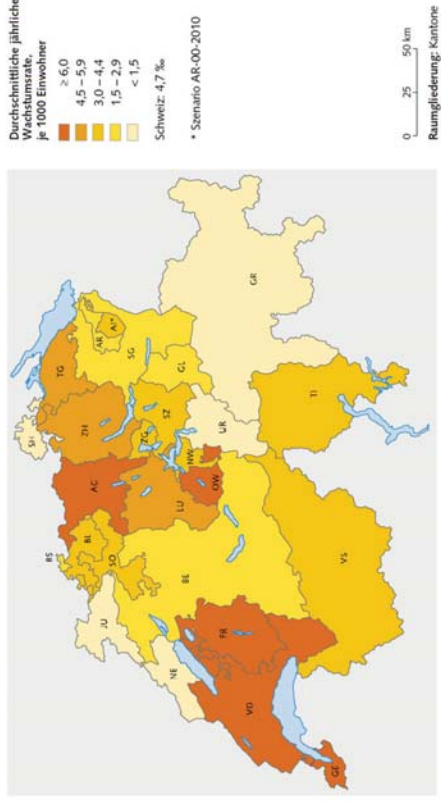 Durchschnittliche jährliche
Wachstumsrate,
je 1000 Einwohner
≥ 6,0
4,5 – 5,9
3,0 – 4,4
1,5 – 2,9
< 1,5
Schweiz: 4,7 ‰
* Szenario AR-00-2010
0 25 50 km
Raumgliederung: Kantone
SH
BS
BL
AG
ZH
TG
JU
SO
AR
AI*
SG
LU
ZG
SZ
GL
NE
BE
OW
NW
UR
GR
VD
FR
GE
VS
TI